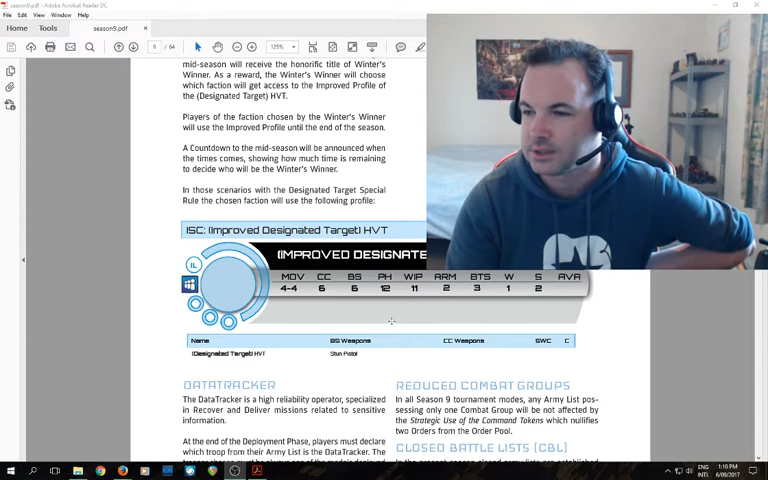 season9.pdf - Adobe Acrobat Reader DC
File Edit View Window Help
Home Tools season9.pdf ×
9 / 64 125%
mid-season will receive the honorific title of Winter's
Winner. As a reward, the Winter's Winner will choose
which faction will get access to the Improved Profile of
the (Designated Target) HVT.
Players of the faction chosen by the Winter's Winner
will use the Improved Profile until the end of the season.
A Countdown to the mid-season will be announced when
the times comes, showing how much time is remaining
to decide who will be the Winter's Winner.
In those scenarios with the Designated Target Special
Rule the chosen faction will use the following profile:
ISC: (Improved Designated Target) HVT
LI
(IMPROVED DESIGNATE
MOV CC BS PH WIP ARM BTS W S AVA
4-4 6 6 12 11 2 3 1 2
Name BS Weapons CC Weapons SWC C
(Designated Target) HVT Stun Pistol
DATATRACKER
The DataTracker is a high reliability operator, specialized
in Recover and Deliver missions related to sensitive
information.
At the end of the Deployment Phase, players must declare
which troop from their Army List is the DataTracker. The
REDUCED COMBAT GROUPS
In all Season 9 tournament modes, any Army List pos-
sessing only one Combat Group will not be affected by
the Strategic Use of the Command Tokens which nullifies
two Orders from the Order Pool.
CLOSED BATTLE LISTS (CBL)
ENG
INTL
1:10 PM
6/09/2017